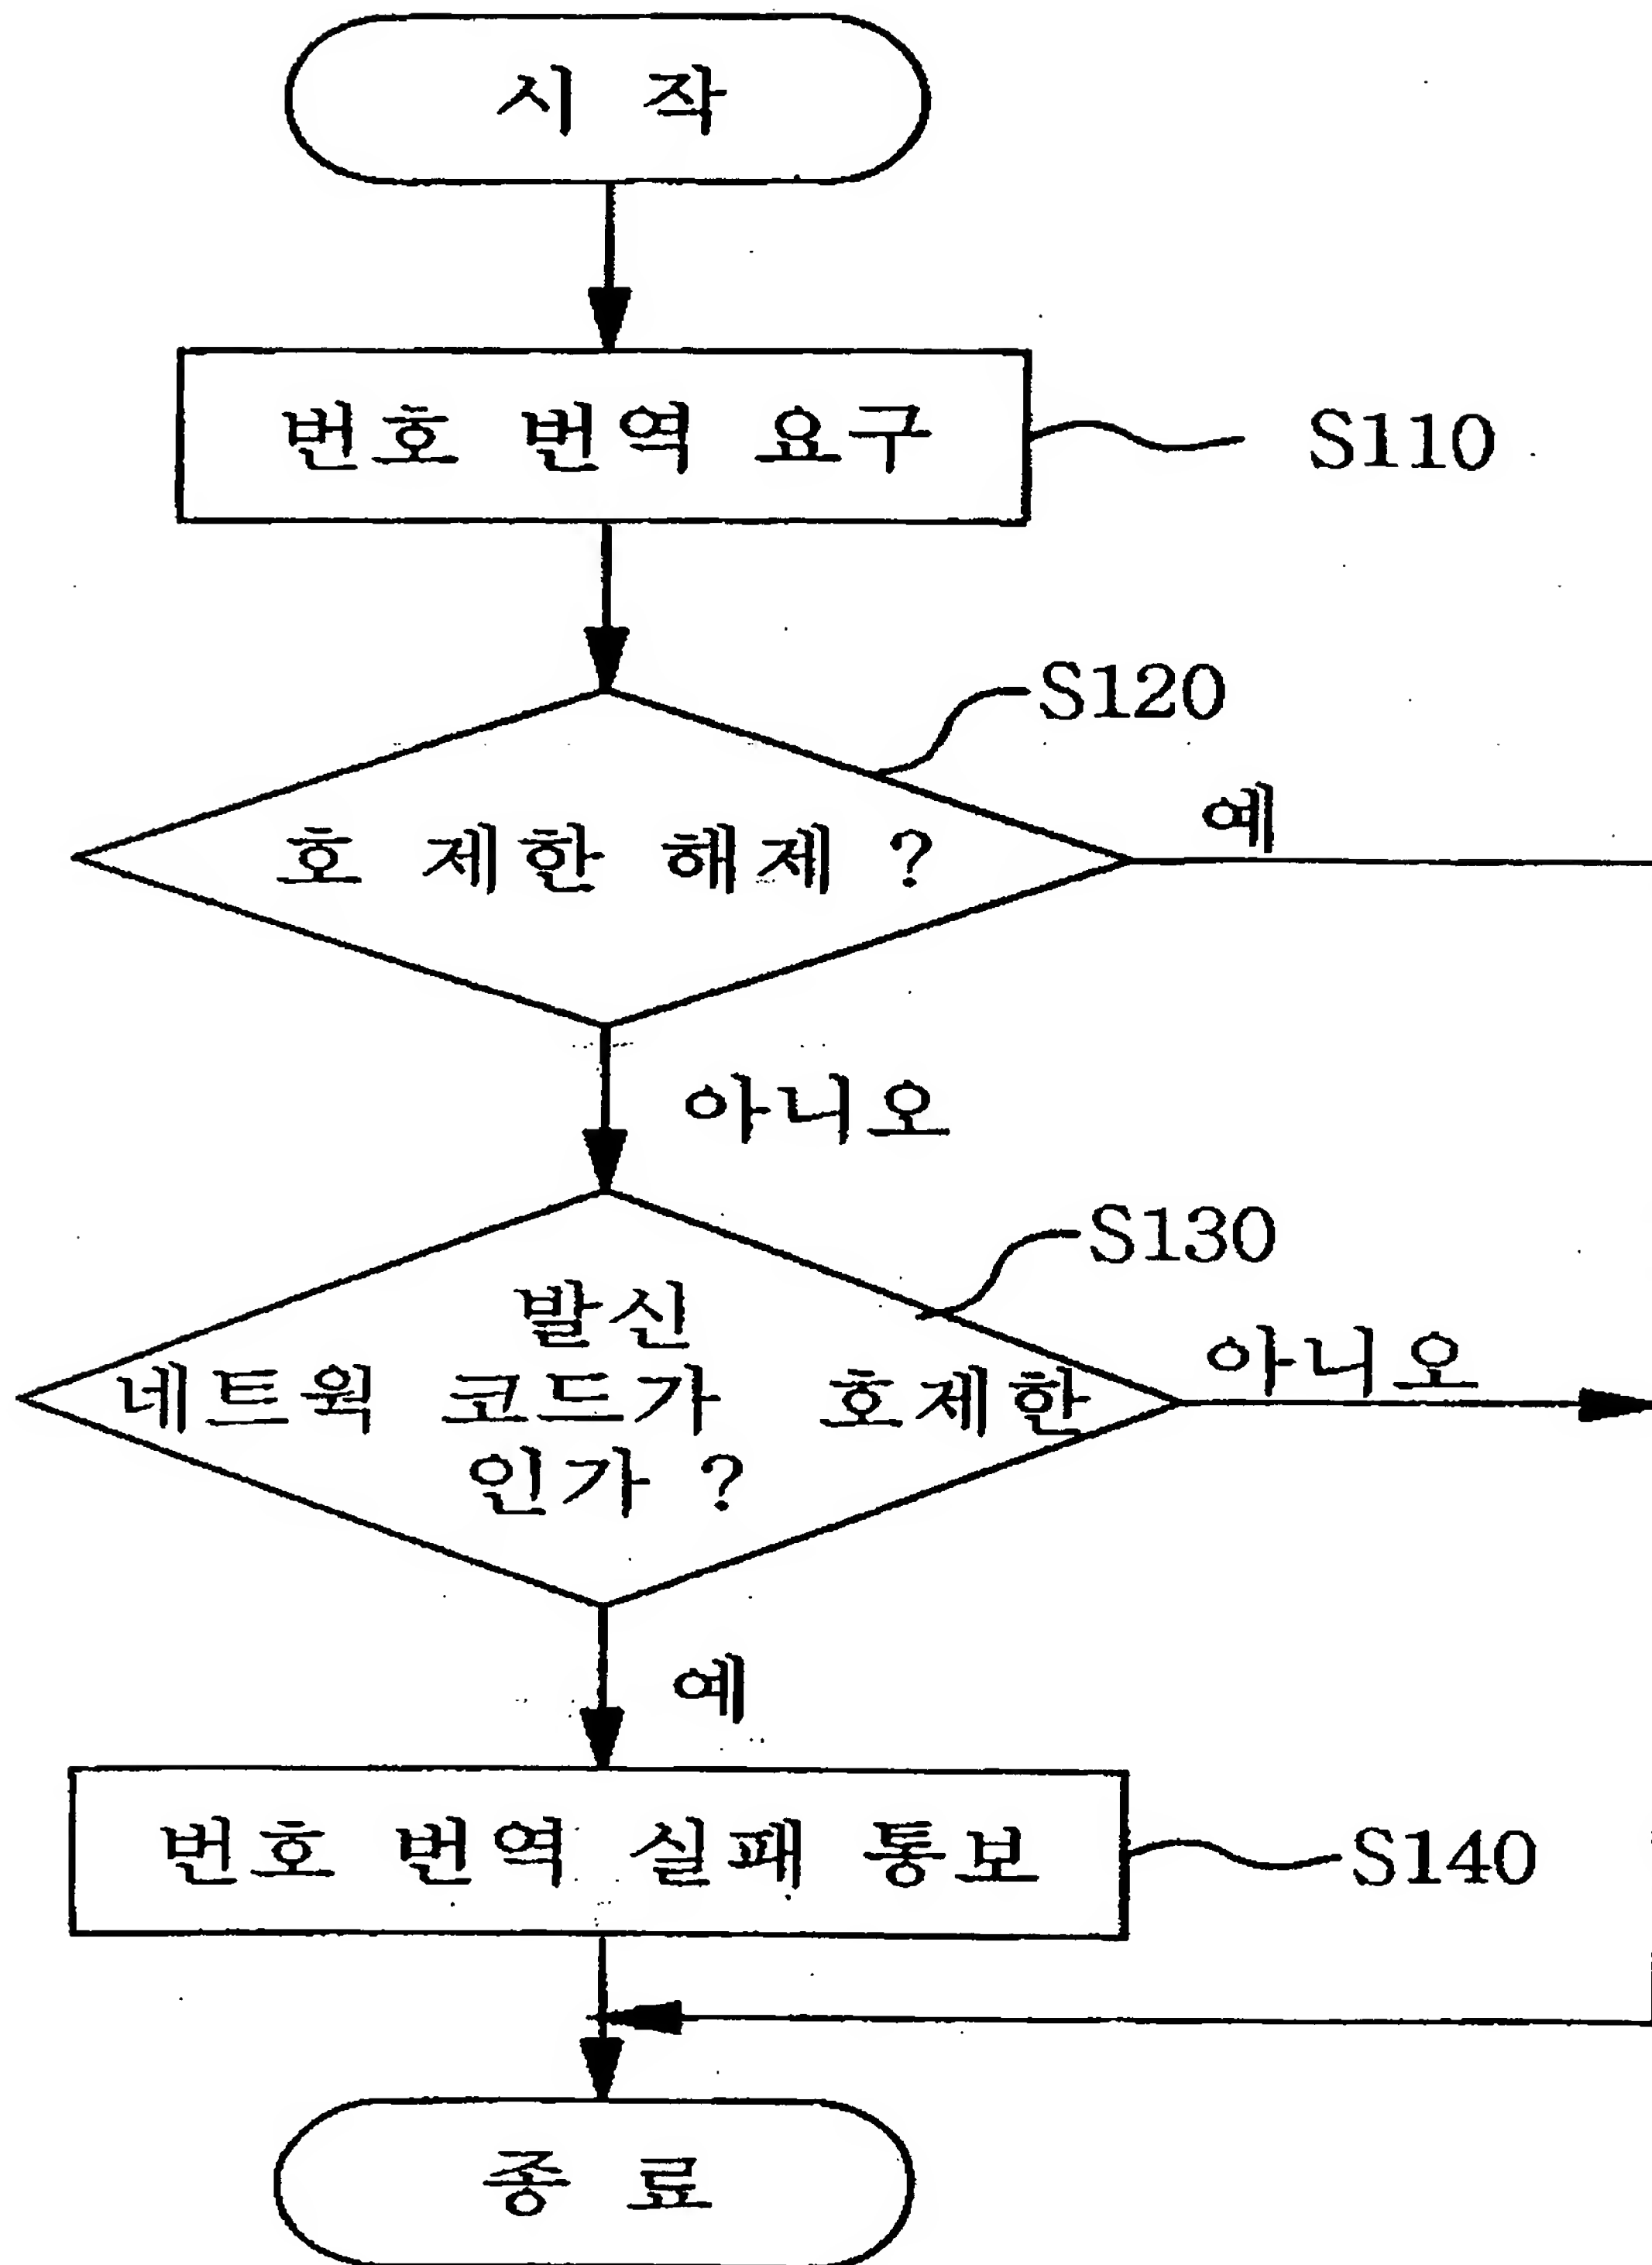 시 작
번호 번역 요구
S110
S120
호 제한 해제 ?
예
아니오
S130
발신
네트웍 코드가 호제한
인가 ?
아니오
예
번호 번역 실패 통보
S140
종 료